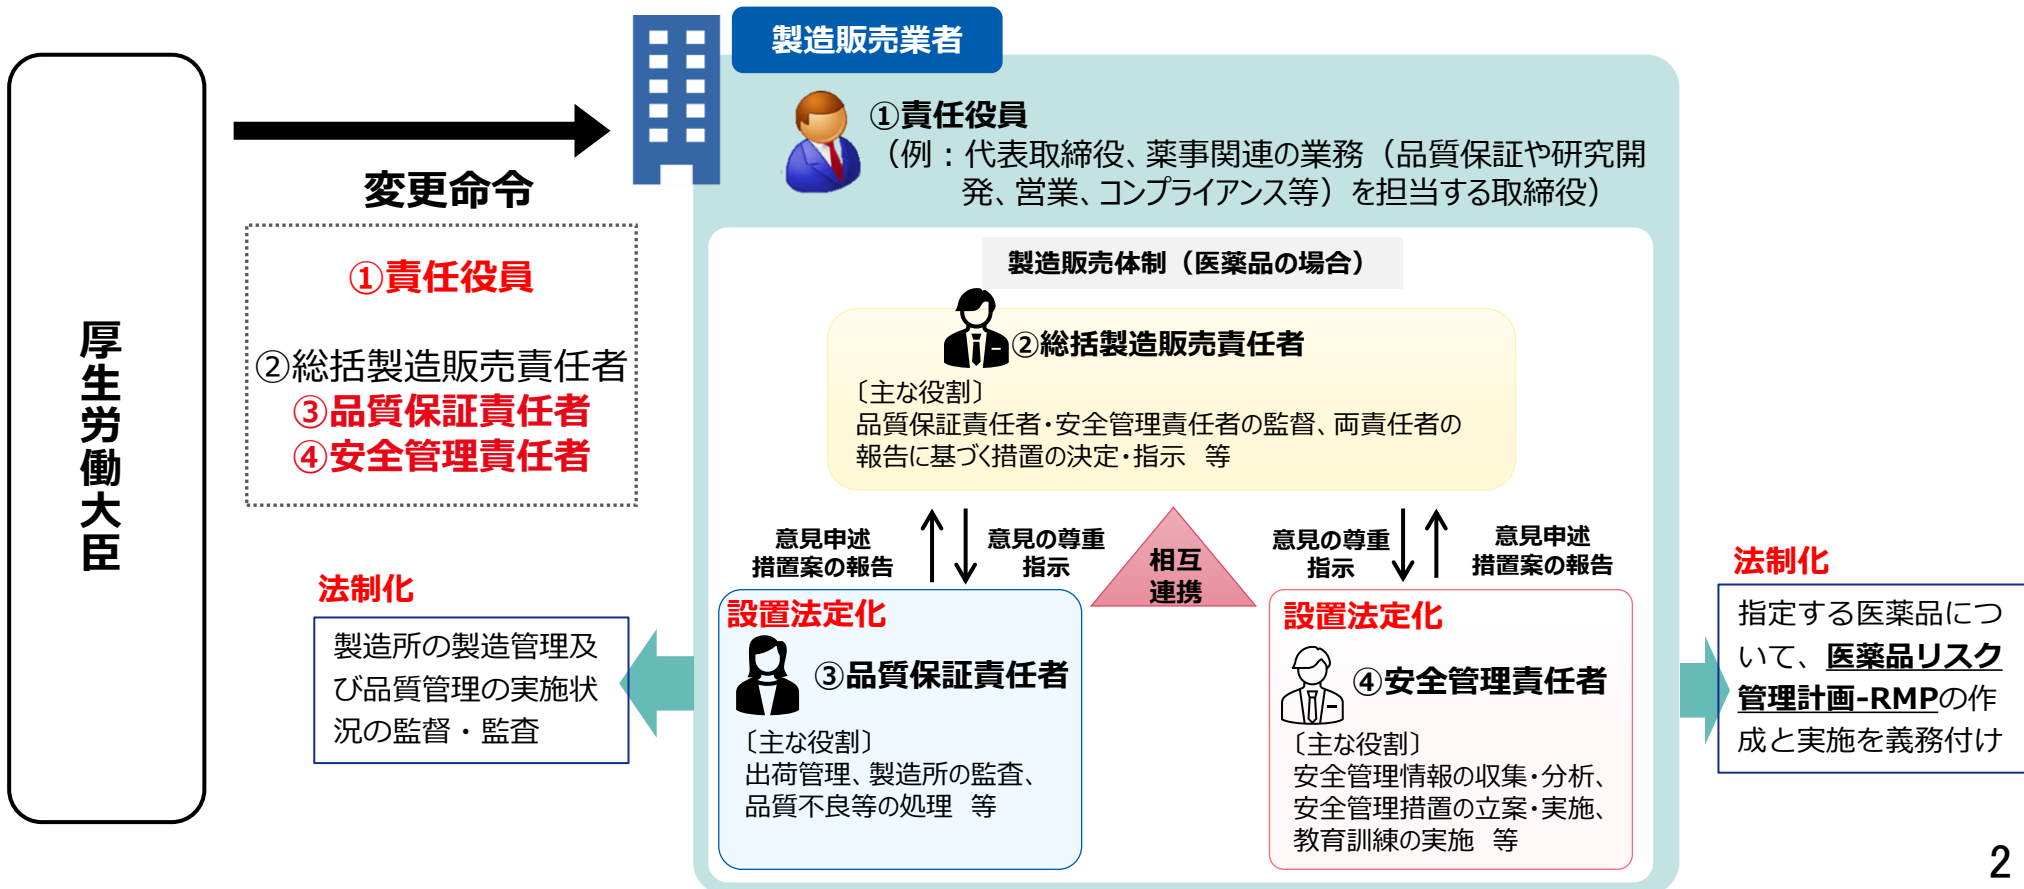 厚生労働大臣
変更命令
①責任役員
②総括製造販売責任者
③品質保証責任者
④安全管理責任者
製造販売業者
①責任役員
（例：代表取締役、薬事関連の業務（品質保証や研究開
発、営業、コンプライアンス等）を担当する取締役）
製造販売体制（医薬品の場合）
②総括製造販売責任者
〔主な役割〕
品質保証責任者・安全管理責任者の監督、両責任者の
報告に基づく措置の決定・指示　等
意見申述
措置案の報告
意見の尊重
指示
相互
連携
意見の尊重
指示
意見申述
措置案の報告
法制化
製造所の製造管理及
び品質管理の実施状
況の監督・監査
設置法定化
③品質保証責任者
〔主な役割〕
出荷管理、製造所の監査、
品質不良等の処理　等
設置法定化
④安全管理責任者
〔主な役割〕
安全管理情報の収集・分析、
安全管理措置の立案・実施、
教育訓練の実施　等
法制化
指定する医薬品につ
いて、医薬品リスク
管理計画-RMPの作
成と実施を義務付け
2